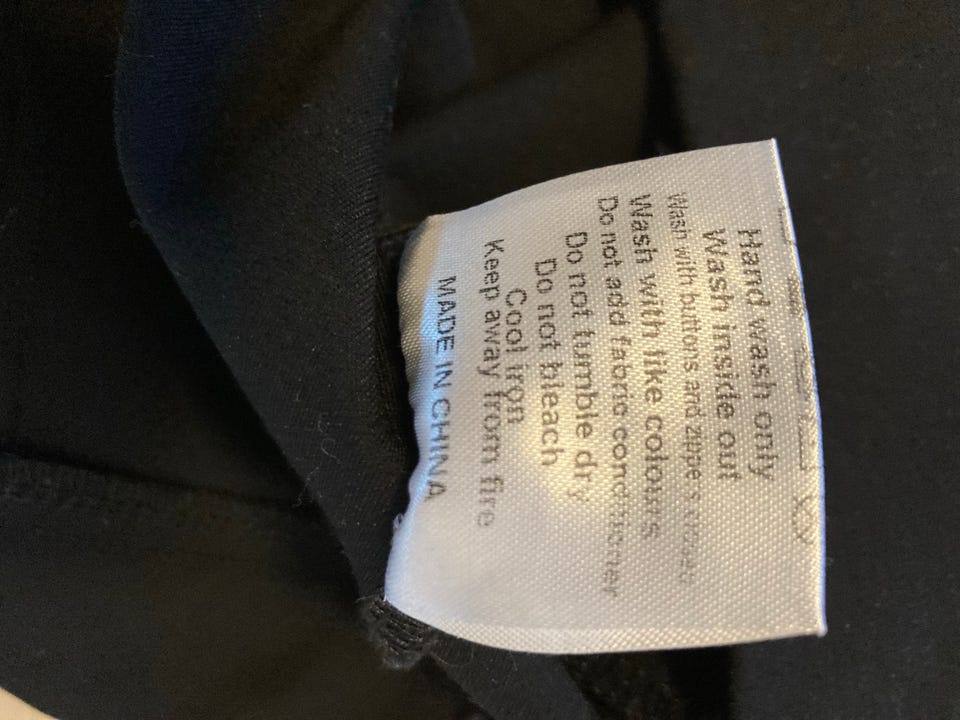 Hand wash only
Wash inside out
Wash with buttons and zippers closed
Wash with like colours
Do not add fabric conditioner
Do not tumble dry
Do not bleach
Cool iron
Keep away from fire
MADE IN CHINA